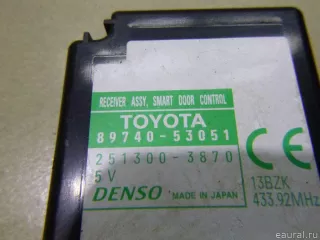 RECEIVER ASSY, SMART DOOR CONTROL
TOYOTA
89740-53051
251300-3870
5V
DENSO MADE IN JAPAN
CE
13BZK
433.92MHz
© eaural.ru